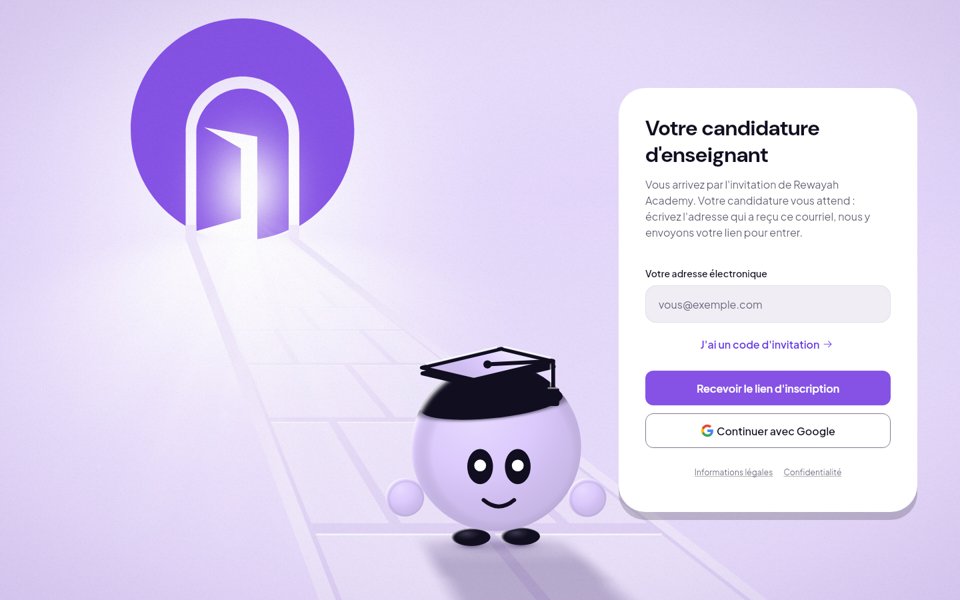 Votre candidature
d'enseignant
Vous arrivez par l'invitation de Rewayah
Academy. Votre candidature vous attend :
écrivez l'adresse qui a reçu ce courriel, nous y
envoyons votre lien pour entrer.
Votre adresse électronique
vous@exemple.com
J'ai un code d'invitation →
Recevoir le lien d'inscription
Continuer avec Google
Informations légales Confidentialité